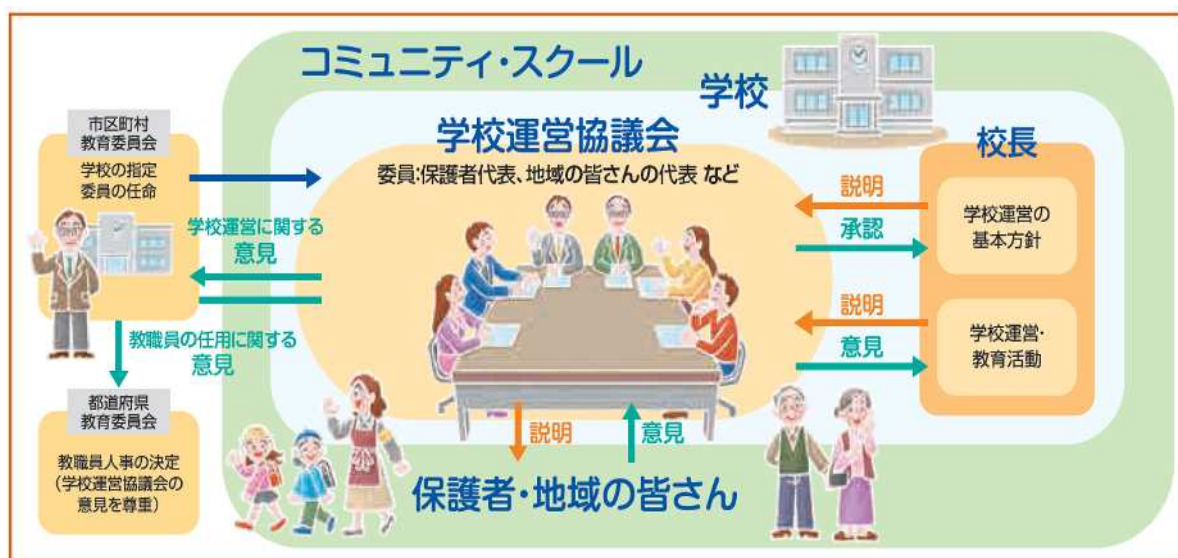 コミュニティ・スクール
学校
市区町村
教育委員会
学校の指定
委員の任命
学校運営協議会
委員:保護者代表、地域の皆さんの代表 など
校長
説明
承認
学校運営の
基本方針
学校運営に関する
意見
説明
意見
学校運営・
教育活動
教職員の任用に関する
意見
都道府県
教育委員会
教職員人事の決定
(学校運営協議会の
意見を尊重)
説明
意見
保護者・地域の皆さん